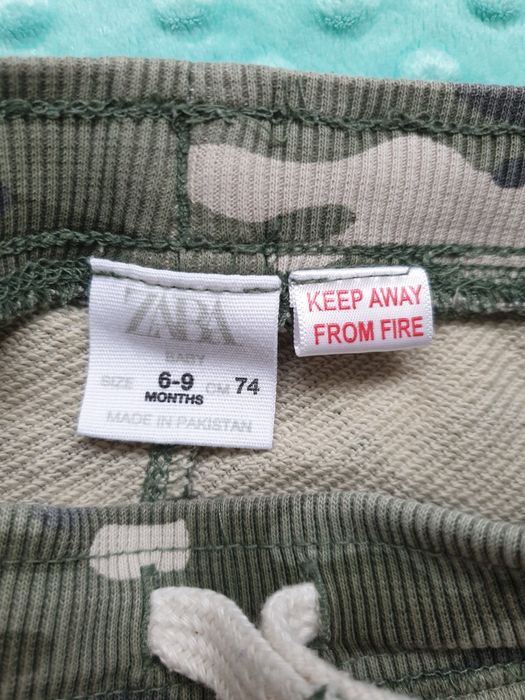 ZARA
BABY
SIZE 6-9 MONTHS CM 74
MADE IN PAKISTAN
KEEP AWAY
FROM FIRE